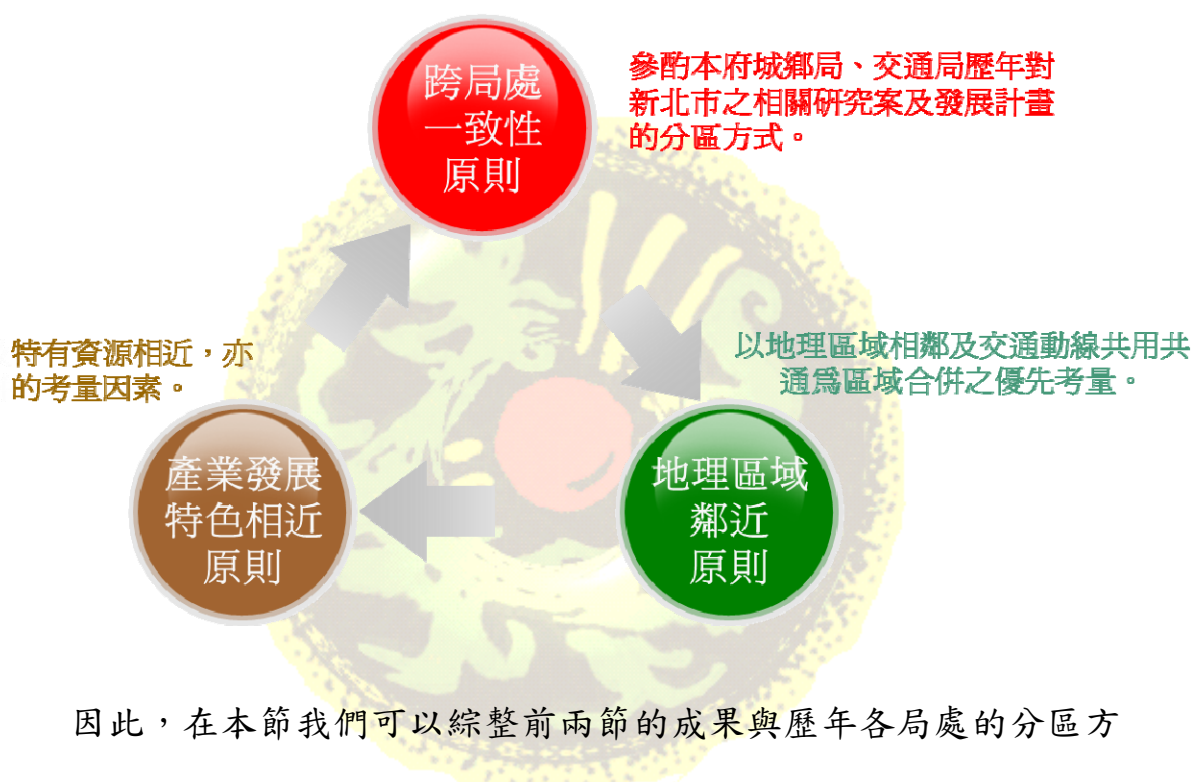 跨局處
一致性
原則
參酌本府城鄉局、交通局歷年對
新北市之相關研究案及發展計畫
的分區方式。
特有資源相近，亦
的考量因素。
以地理區域相鄰及交通動線共用共
通為區域合併之優先考量。
產業發展
特色相近
原則
地理區域
鄰近
原則
因此，在本節我們可以綜整前兩節的成果與歷年各局處的分區方